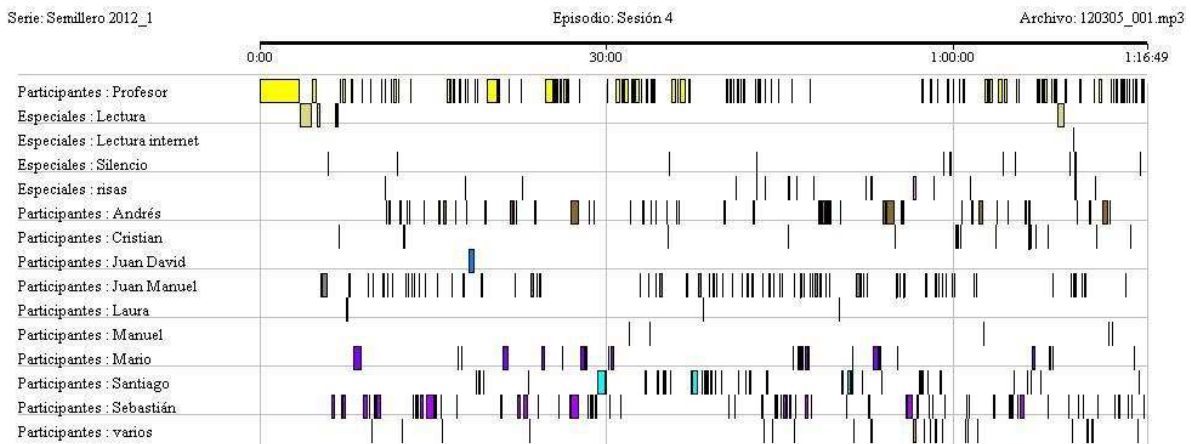 Serie: Semillero 2012_1 Episodio: Sesión 4 Archivo: 120305_001.mp3
0:00 30:00 1:00:00 1:16:49
Participantes : Profesor
Especiales : Lectura
Especiales : Lectura internet
Especiales : Silencio
Especiales : risas
Participantes : Andrés
Participantes : Cristian
Participantes : Juan David
Participantes : Juan Manuel
Participantes : Laura
Participantes : Manuel
Participantes : Mario
Participantes : Santiago
Participantes : Sebastián
Participantes : varios